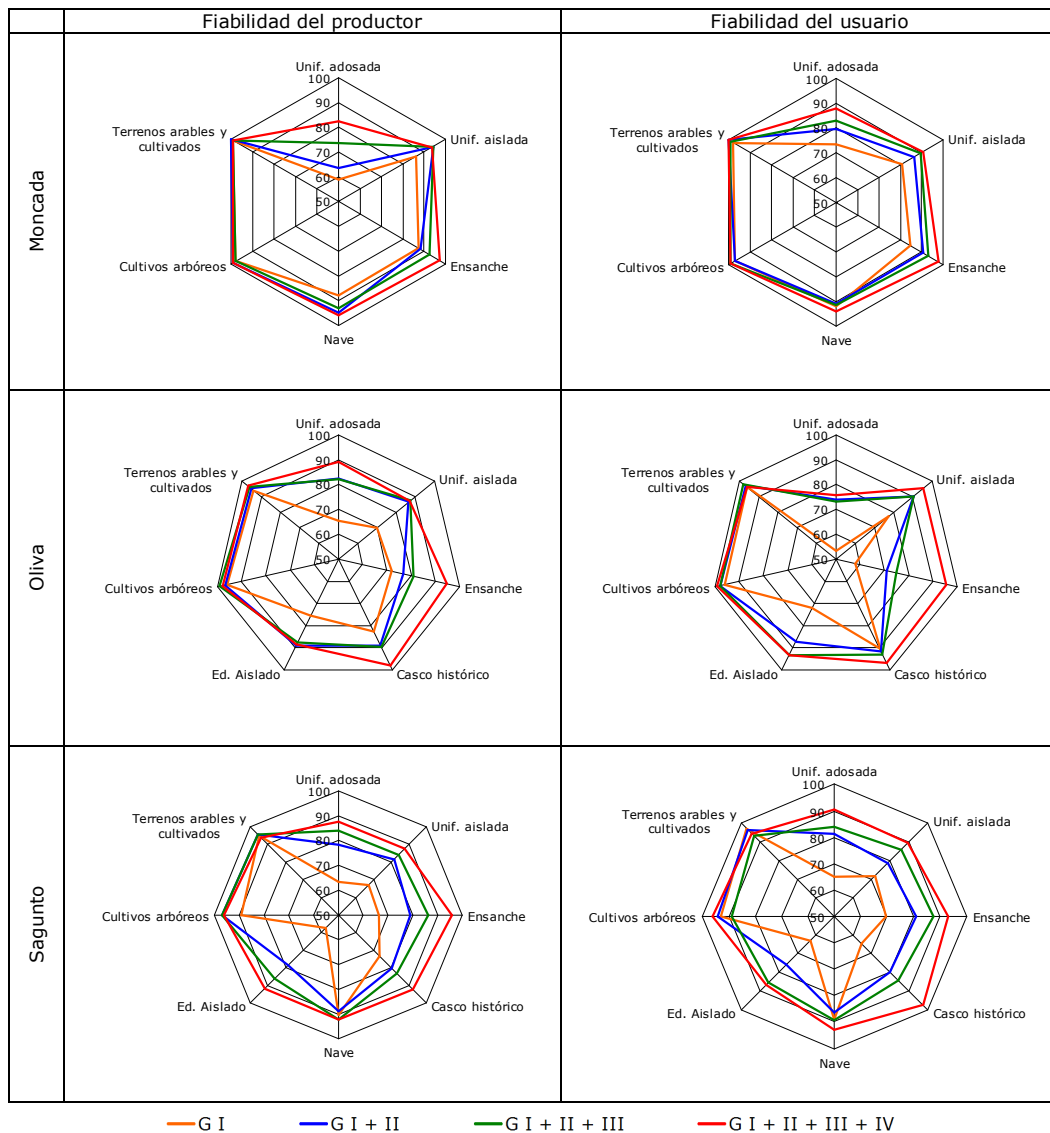 Fiabilidad del productor
Fiabilidad del usuario
Moncada
Unif. adosada
100
90
80
70
60
50
Unif. aislada
Ensanche
Nave
Cultivos arbóreos
Terrenos arables y
cultivados
Unif. adosada
100
90
80
70
60
50
Unif. aislada
Ensanche
Nave
Cultivos arbóreos
Terrenos arables y
cultivados
Oliva
Unif. adosada
100
90
80
70
60
50
Unif. aislada
Ensanche
Casco histórico
Ed. Aislado
Cultivos arbóreos
Terrenos arables y
cultivados
Unif. adosada
100
90
80
70
60
50
Unif. aislada
Ensanche
Casco histórico
Ed. Aislado
Cultivos arbóreos
Terrenos arables y
cultivados
Sagunto
Unif. adosada
100
90
80
70
60
50
Unif. aislada
Ensanche
Casco histórico
Nave
Ed. Aislado
Cultivos arbóreos
Terrenos arables y
cultivados
Unif. adosada
100
90
80
70
60
50
Unif. aislada
Ensanche
Casco histórico
Nave
Ed. Aislado
Cultivos arbóreos
Terrenos arables y
cultivados
G I
G I + II
G I + II + III
G I + II + III + IV